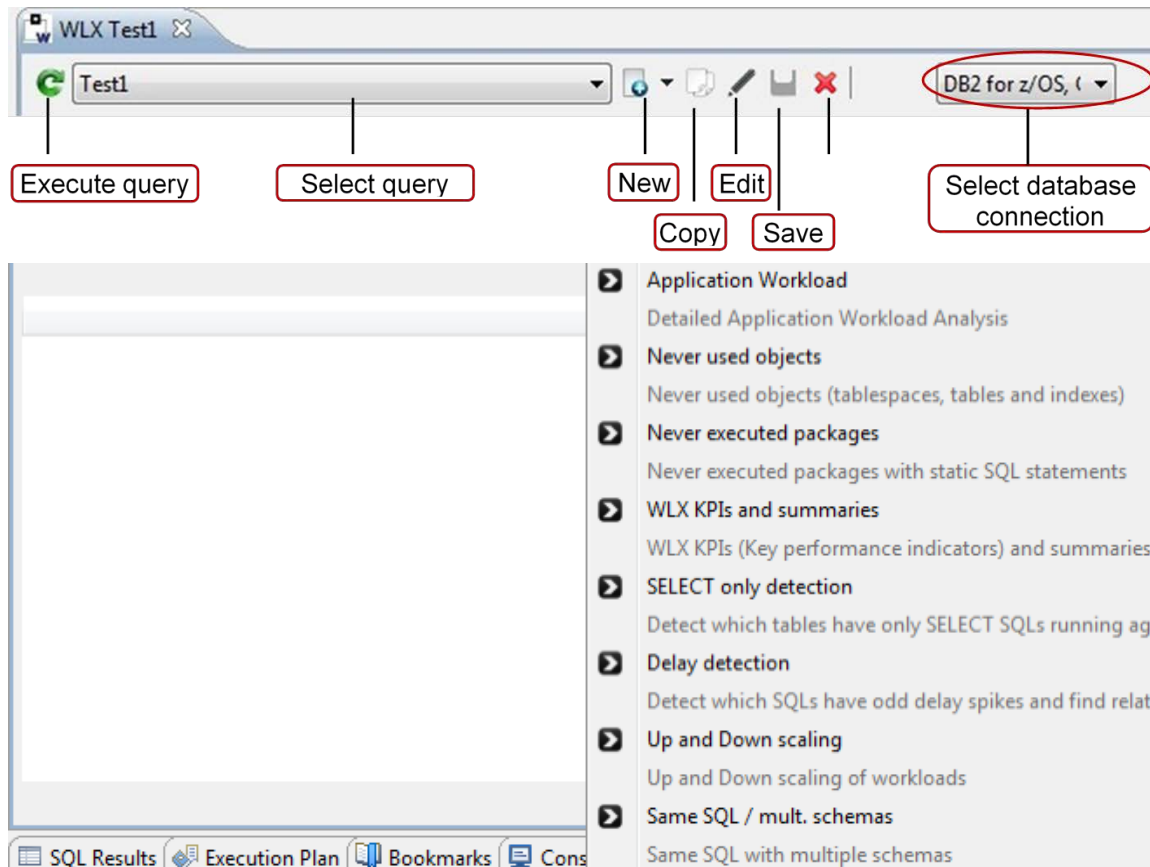 WLX Test1
Test1
DB2 for z/OS, (
Execute query
Select query
New
Edit
Select database
connection
Copy
Save
Application Workload
Detailed Application Workload Analysis
Never used objects
Never used objects (tablespaces, tables and indexes)
Never executed packages
Never executed packages with static SQL statements
WLX KPIs and summaries
WLX KPIs (Key performance indicators) and summaries
SELECT only detection
Detect which tables have only SELECT SQLs running ag
Delay detection
Detect which SQLs have odd delay spikes and find relat
Up and Down scaling
Up and Down scaling of workloads
Same SQL / mult. schemas
Same SQL with multiple schemas
SQL Results Execution Plan Bookmarks Cons